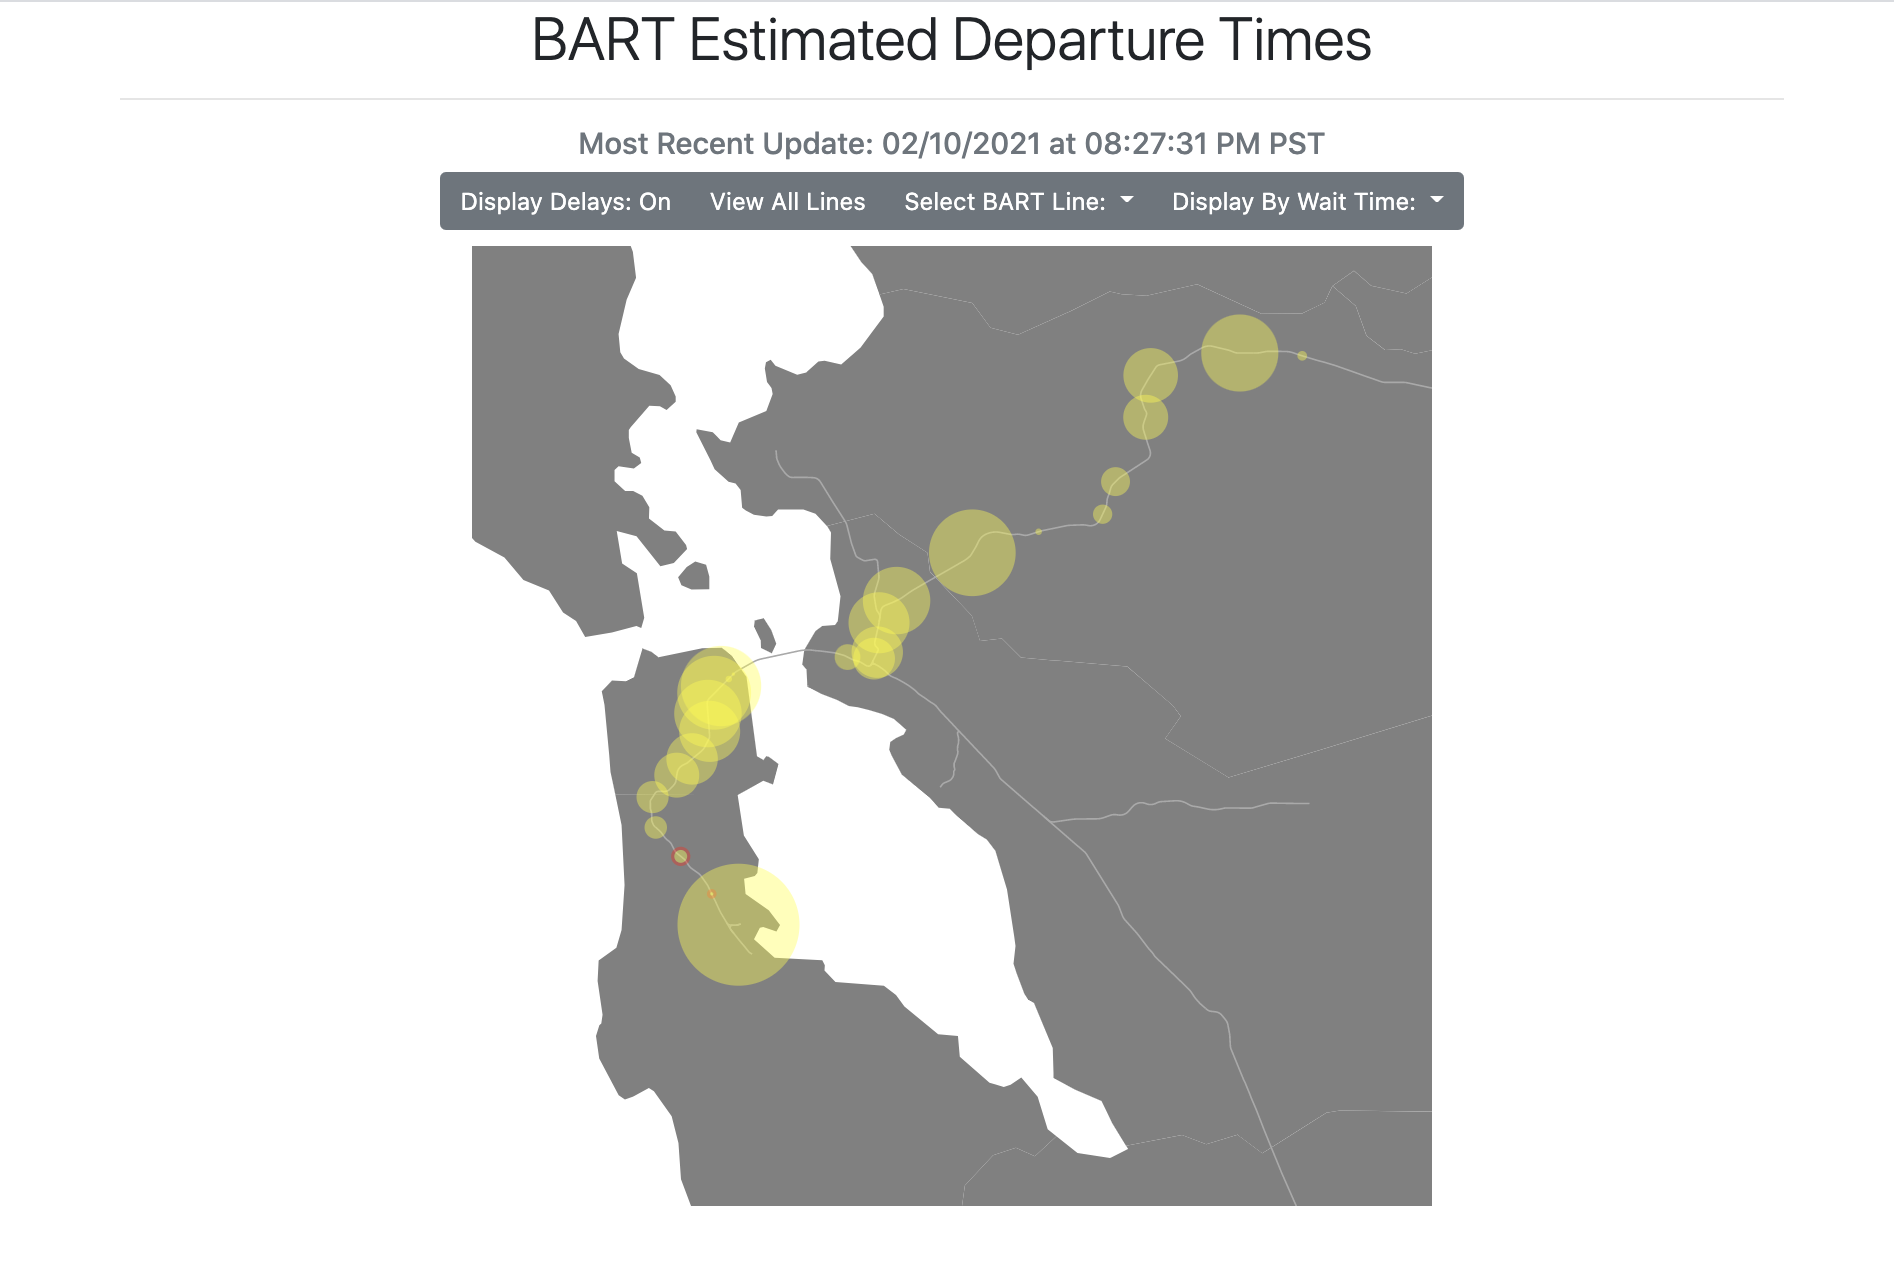 BART Estimated Departure Times
Most Recent Update: 02/10/2021 at 08:27:31 PM PST
Display Delays: On View All Lines Select BART Line: Display By Wait Time: